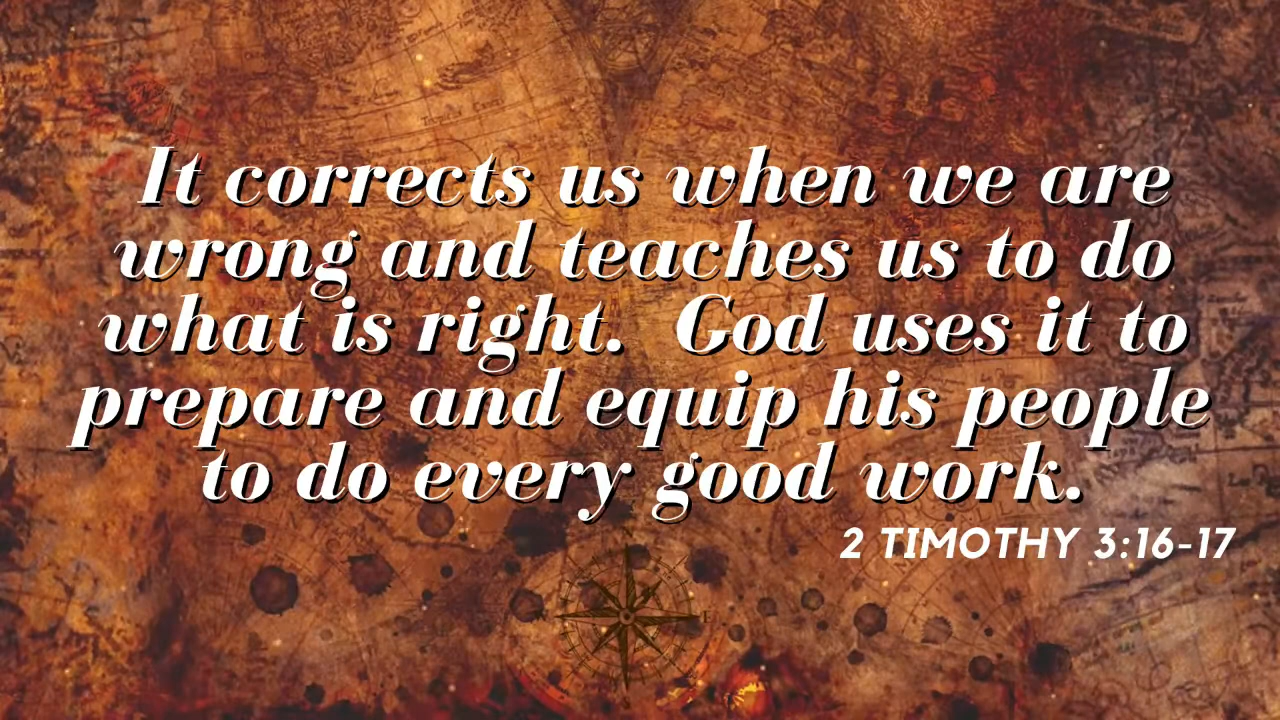 It corrects us when we are
wrong and teaches us to do
what is right.  God uses it to
prepare and equip his people
to do every good work.
2 TIMOTHY 3:16-17